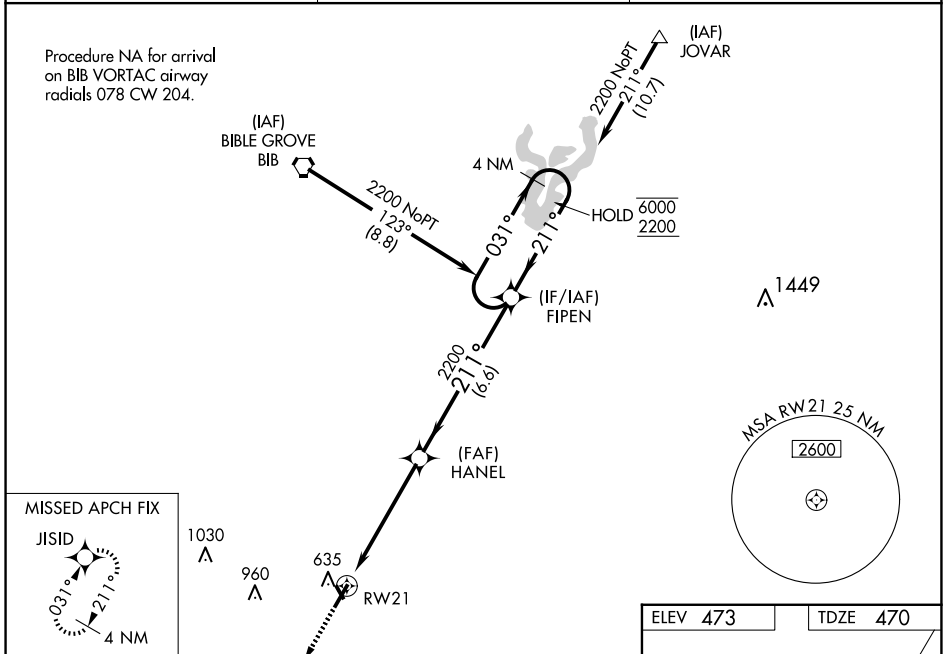 Procedure NA for arrival
on BIB VORTAC airway
radials 078 CW 204.
(IAF)
JOVAR
2200 NoPT
211°
(10.7)
(IAF)
BIBLE GROVE
BIB
2200 NoPT
123°
(8.8)
4 NM
HOLD 6000
2200
031°
211°
(IF/IAF)
FIPEN
1449
2200
211°
(6.6)
(FAF)
HANEL
MSA RW21 25 NM
2600
MISSED APCH FIX
JISID
031°
211°
4 NM
1030
960
635
RW21
ELEV 473
TDZE 470